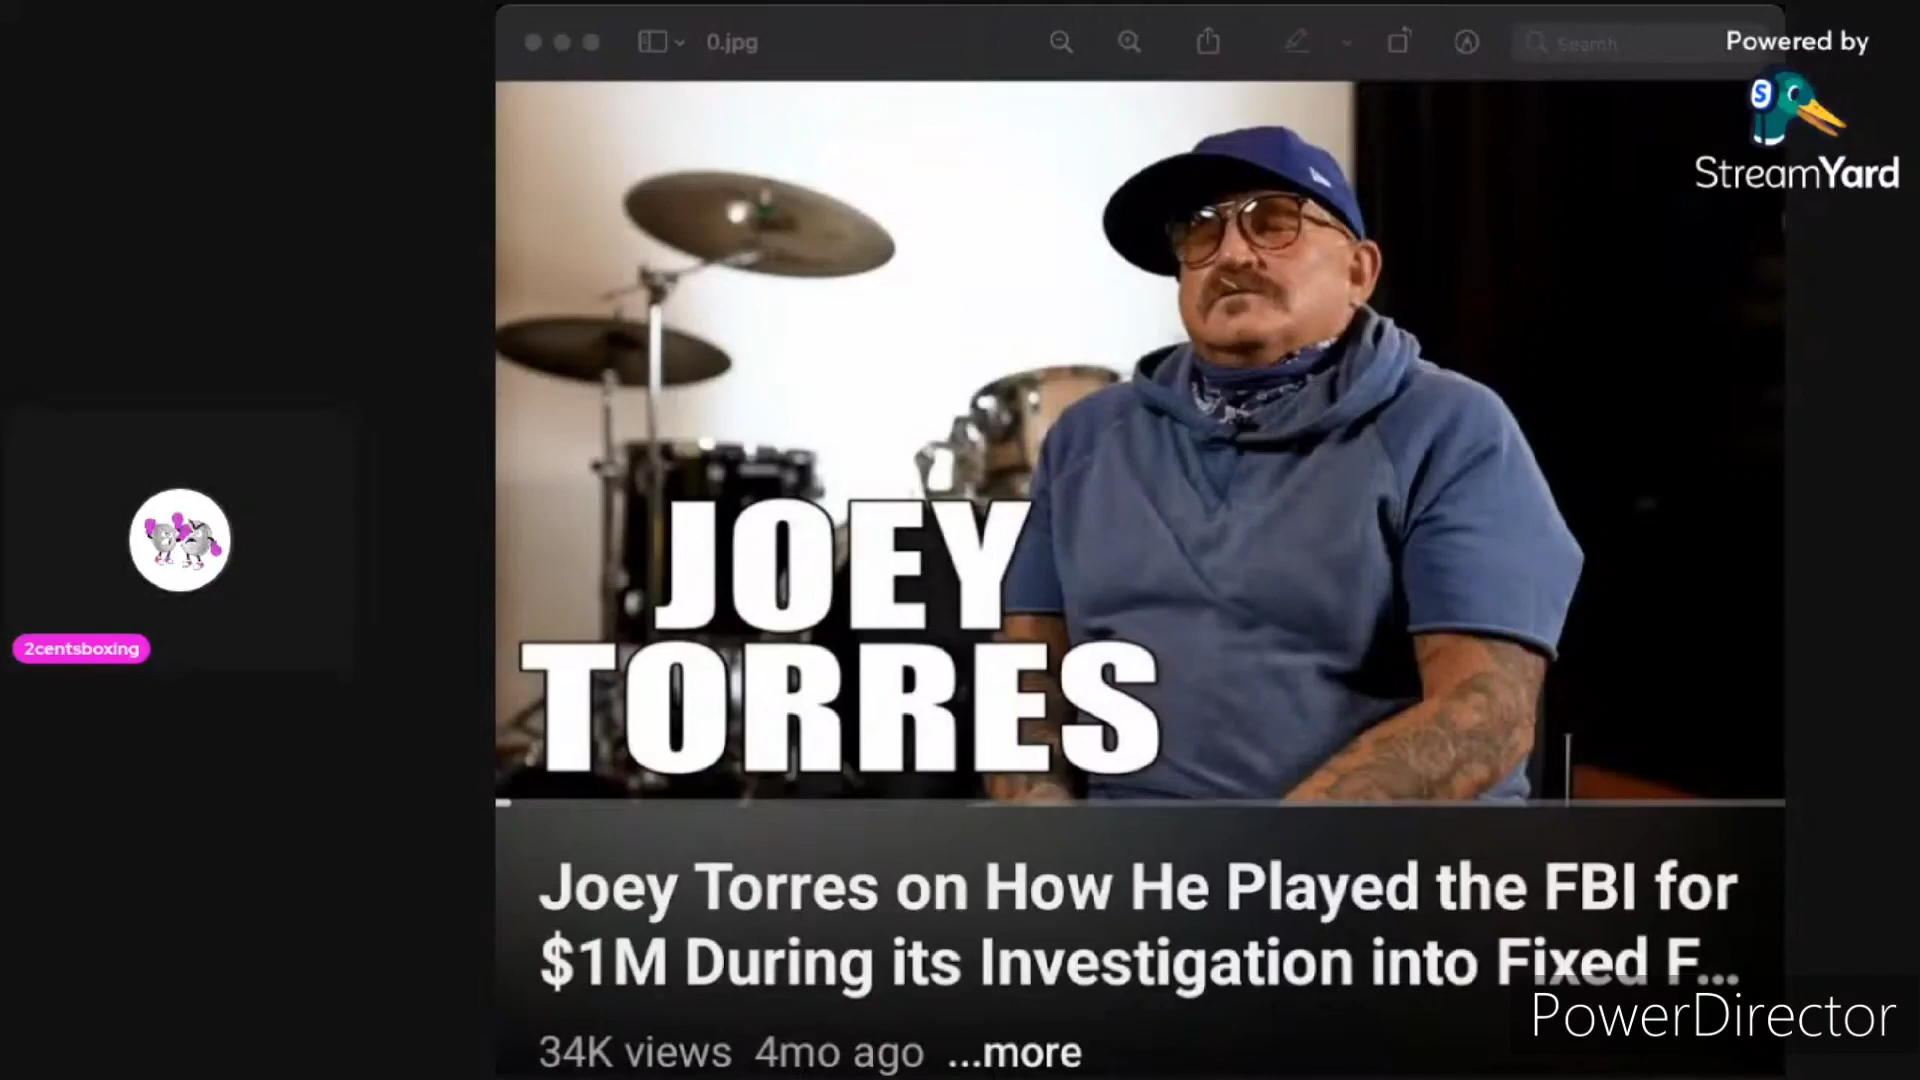 0.jpg
Search
Powered by
StreamYard
JOEY
TORRES
2centsboxing
Joey Torres on How He Played the FBI for
$1M During its Investigation into Fixed F...
34K views 4mo ago ...more
PowerDirector